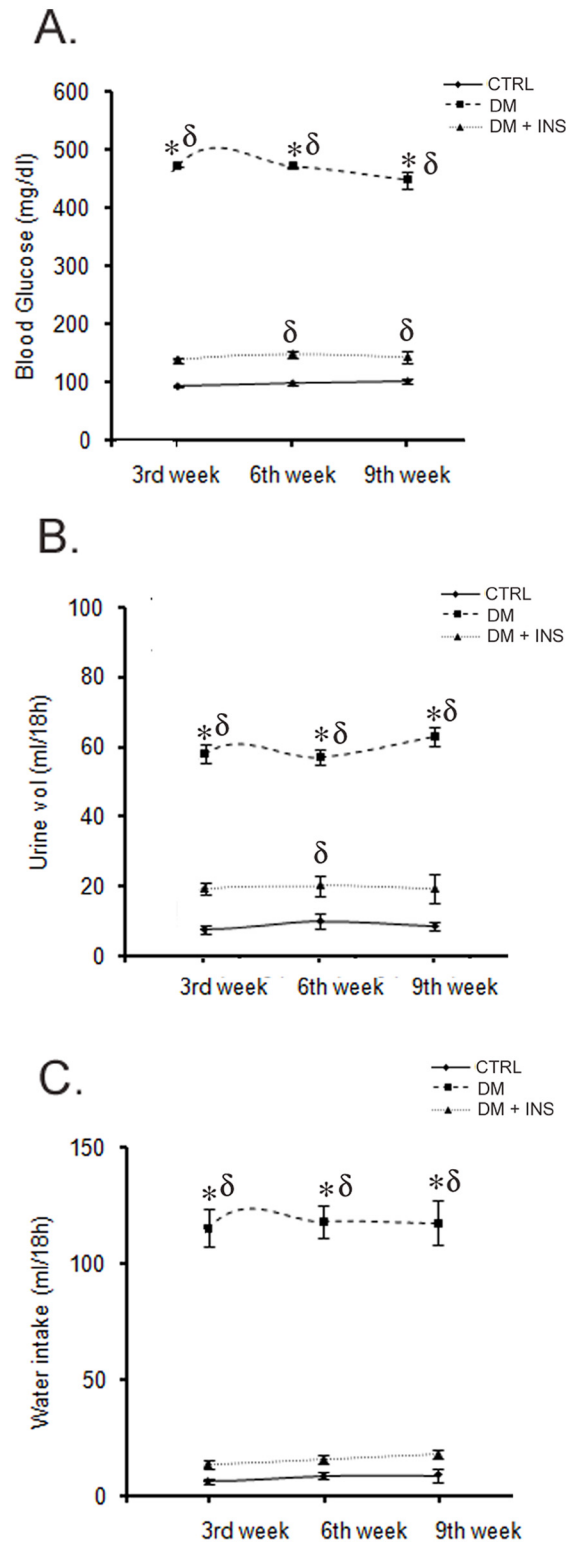 A.
CTRL
DM
DM + INS
Blood Glucose (mg/dl)
600
500
400
300
200
100
0
*δ
*δ
*δ
δ
δ
3rd week 6th week 9th week
B.
CTRL
DM
DM + INS
Urine vol (ml/18h)
100
80
60
40
20
0
*δ
*δ
*δ
δ
3rd week 6th week 9th week
C.
CTRL
DM
DM + INS
Water intake (ml/18h)
150
100
50
0
*δ
*δ
*δ
3rd week 6th week 9th week